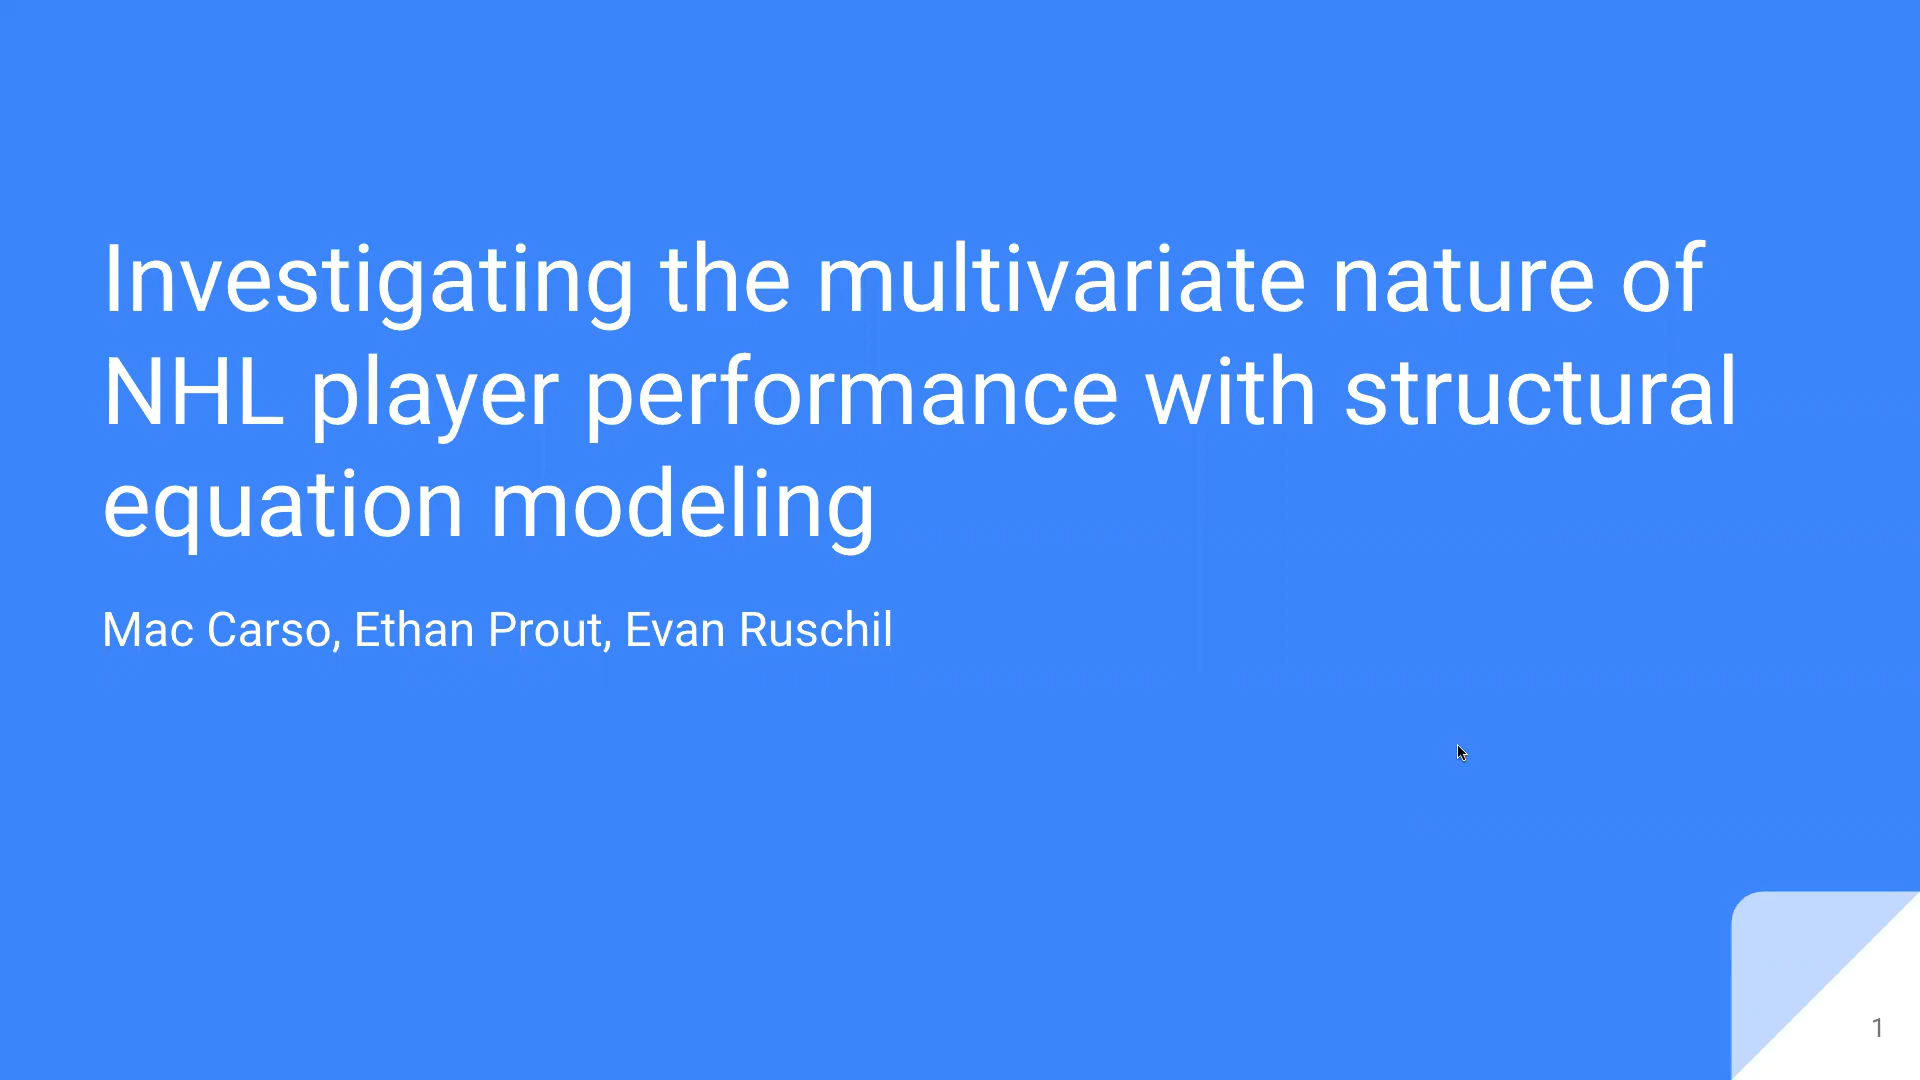 Investigating the multivariate nature of
NHL player performance with structural
equation modeling
Mac Carso, Ethan Prout, Evan Ruschil
1